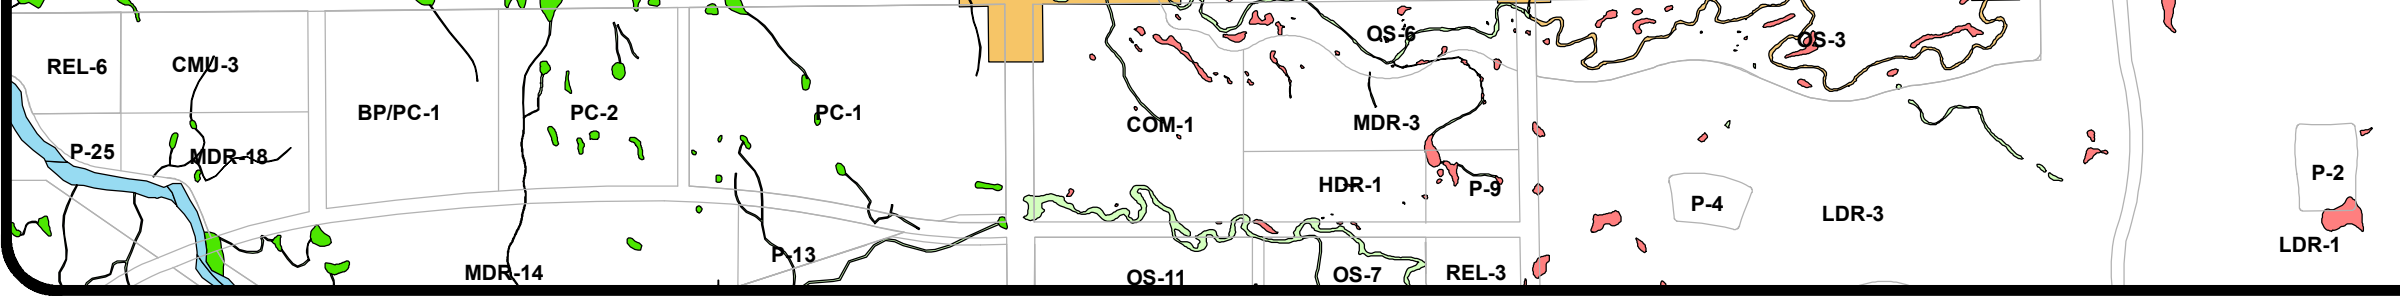 OS-6
OS-3
REL-6
CMU-3
BP/PC-1
PC-2
PC-1
COM-1
MDR-3
P-25
MDR-18
HDR-1
P-9
P-4
LDR-3
P-2
LDR-1
P-13
MDR-14
OS-11
OS-7
REL-3